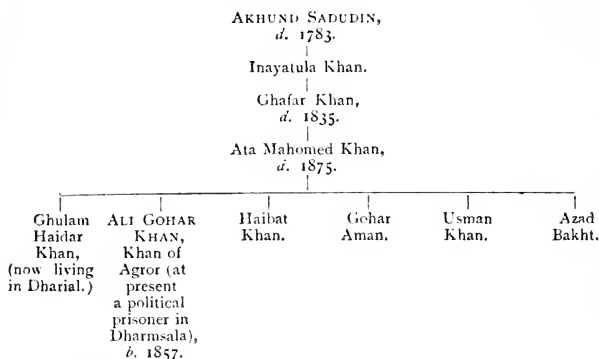 AKHUND SADUDIN,
d. 1783.
Inayatula Khan.
Ghafar Khan,
d. 1835.
Ata Mahomed Khan,
d. 1875.
Ghulam
Haidar
Khan,
(now living
in Dharial.)
ALI GOHAR
KHAN,
Khan of
Agror (at
present
a political
prisoner in
Dharmsala),
b. 1857.
Haibat
Khan.
Gohar
Aman.
Usman
Khan.
Azad
Bakht.